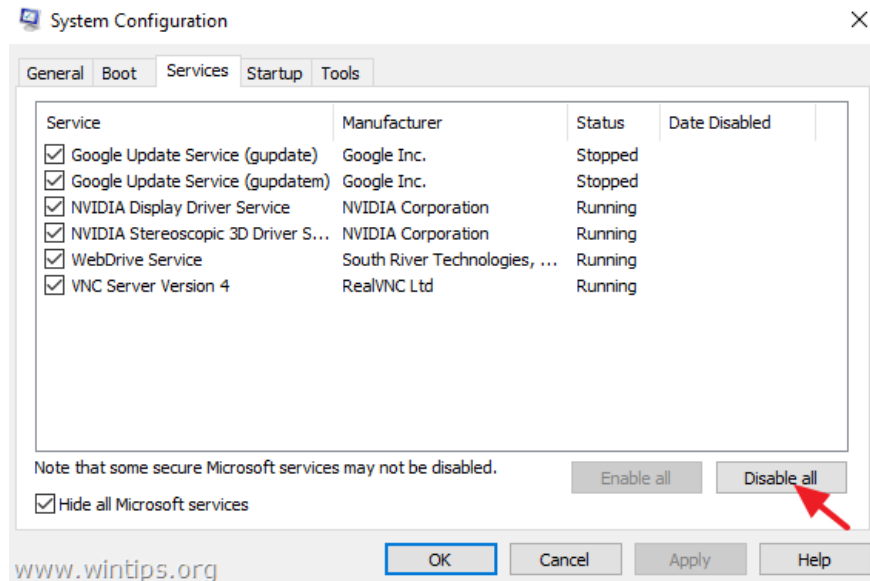 System Configuration
General Boot Services Startup Tools
Service Manufacturer Status Date Disabled
Google Update Service (gupdate) Google Inc. Stopped
Google Update Service (gupdatem) Google Inc. Stopped
NVIDIA Display Driver Service NVIDIA Corporation Running
NVIDIA Stereoscopic 3D Driver S... NVIDIA Corporation Running
WebDrive Service South River Technologies, ... Running
VNC Server Version 4 RealVNC Ltd Running
Note that some secure Microsoft services may not be disabled.
Enable all Disable all
Hide all Microsoft services
OK Cancel Apply Help
www.wintips.org